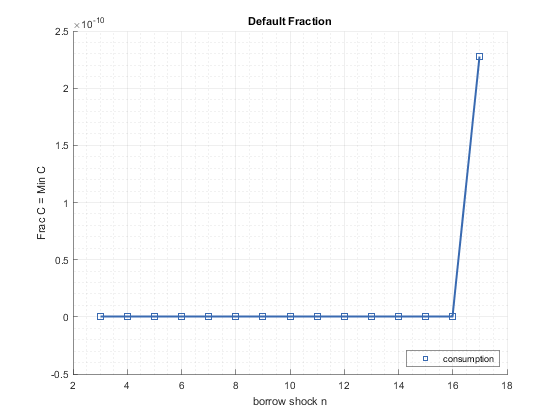 Default Fraction
×10^-10
2.5
2
1.5
1
0.5
0
-0.5
Frac C = Min C
2 4 6 8 10 12 14 16 18
borrow shock n
consumption